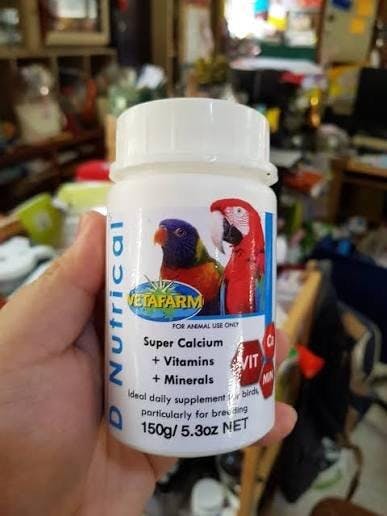 D Nutrical
VETAFARM
FOR ANIMAL USE ONLY
Super Calcium
+ Vitamins
+ Minerals
VIT
Ca
MIN
Ideal daily supplement for birds,
particularly for breeding
150g/ 5.3oz NET